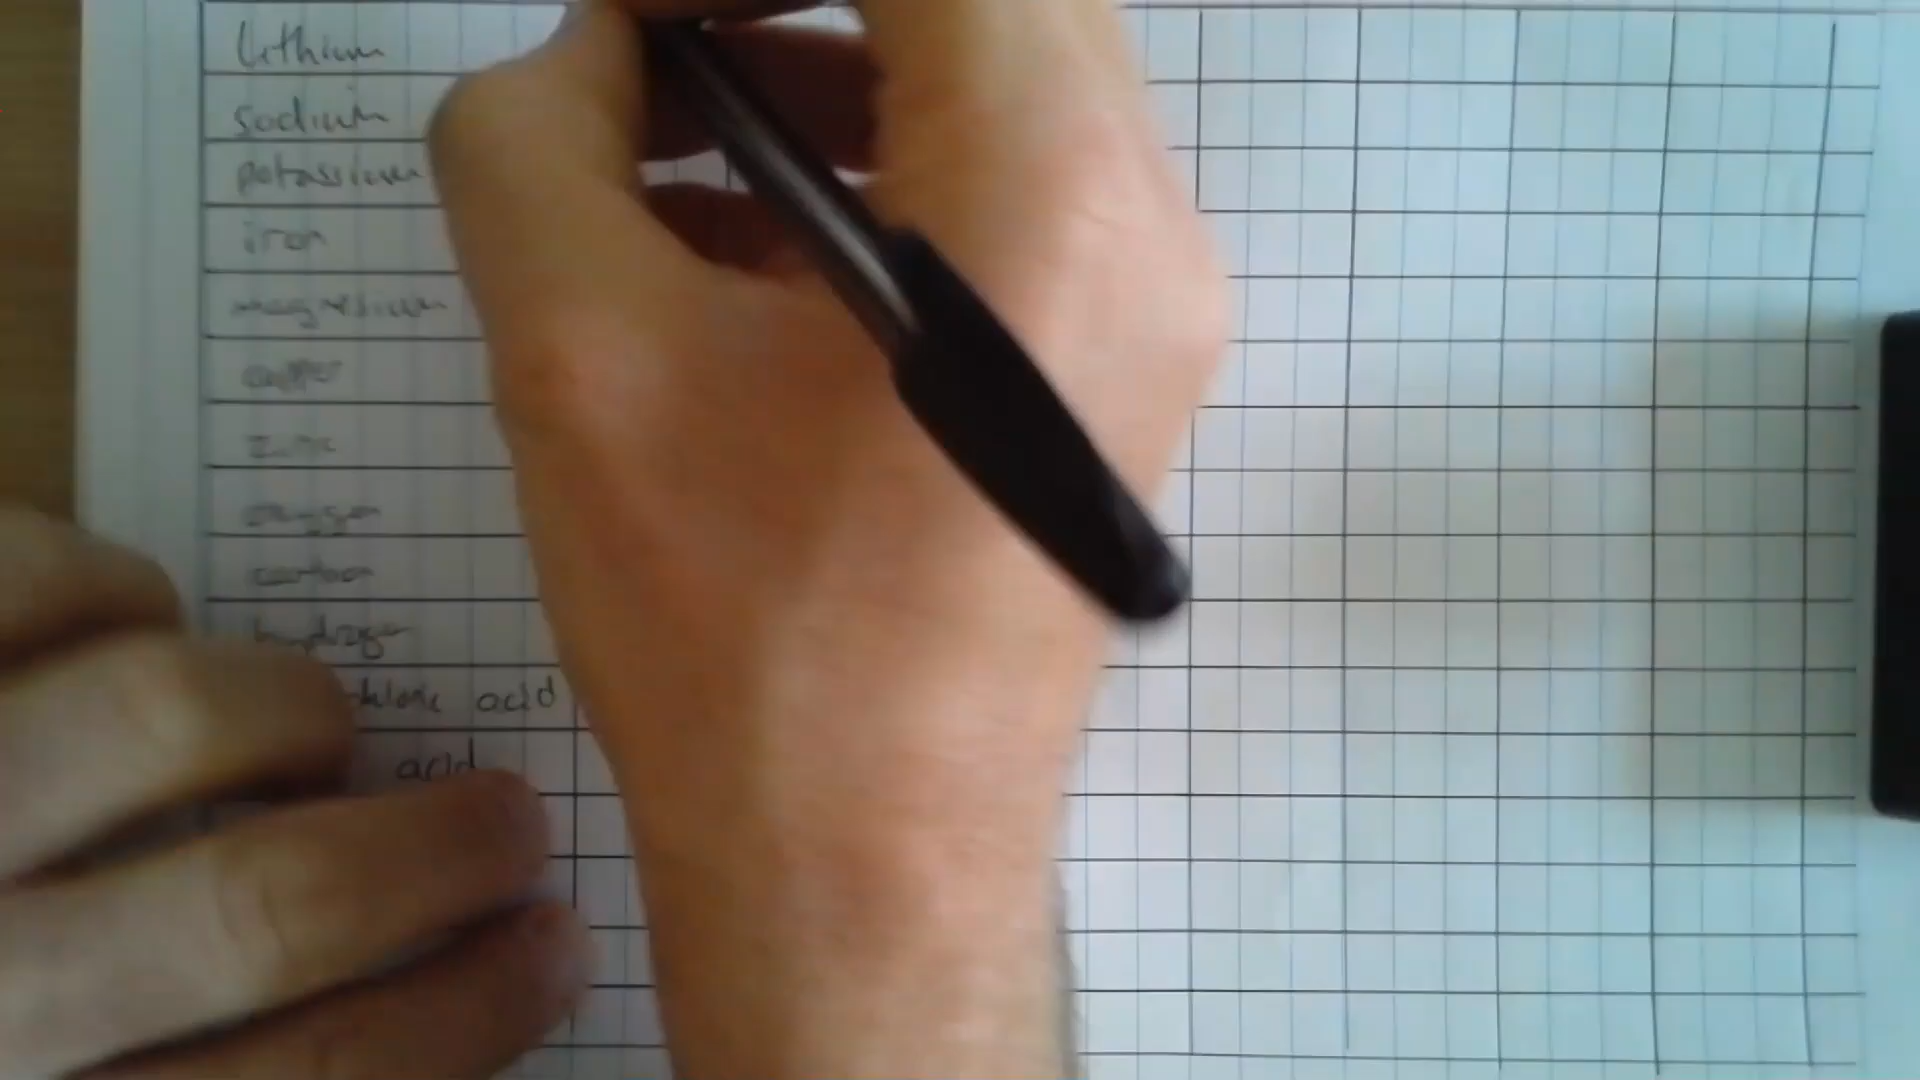 lithium
sodium
potassium
iron
magnesium
copper
zinc
oxygen
carbon
hydrogen
acid
acid